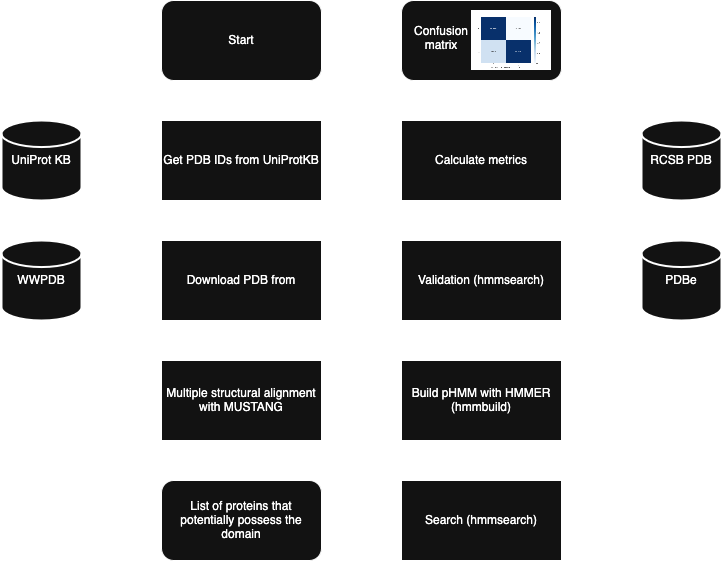 Start
Confusion
matrix
UniProt KB
Get PDB IDs from UniProtKB
Calculate metrics
RCSB PDB
WWPDB
Download PDB from
Validation (hmmsearch)
PDBe
Multiple structural alignment
with MUSTANG
Build pHMM with HMMER
(hmmbuild)
List of proteins that
potentially possess the
domain
Search (hmmsearch)